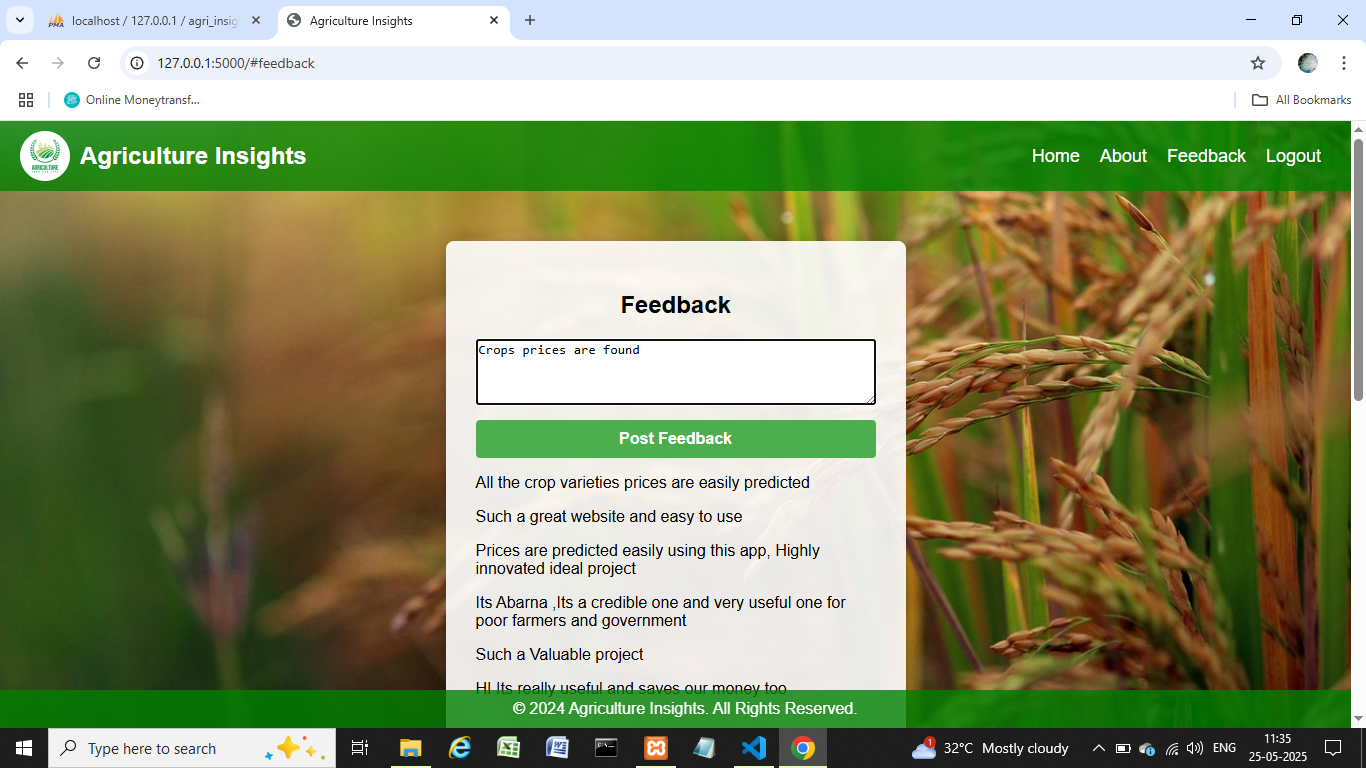 localhost / 127.0.0.1 / agri_insig
Agriculture Insights
127.0.0.1:5000/#feedback
Online Moneytransf...
All Bookmarks
AGRICULTURE
Agriculture Insights
Home About Feedback Logout
Feedback
Crops prices are found
Post Feedback
All the crop varieties prices are easily predicted
Such a great website and easy to use
Prices are predicted easily using this app, Highly
innovated ideal project
Its Abarna ,Its a credible one and very useful one for
poor farmers and government
Such a Valuable project
HI Its really useful and saves our money too
© 2024 Agriculture Insights. All Rights Reserved.
Type here to search
1
32°C Mostly cloudy
ENG
11:35
25-05-2025